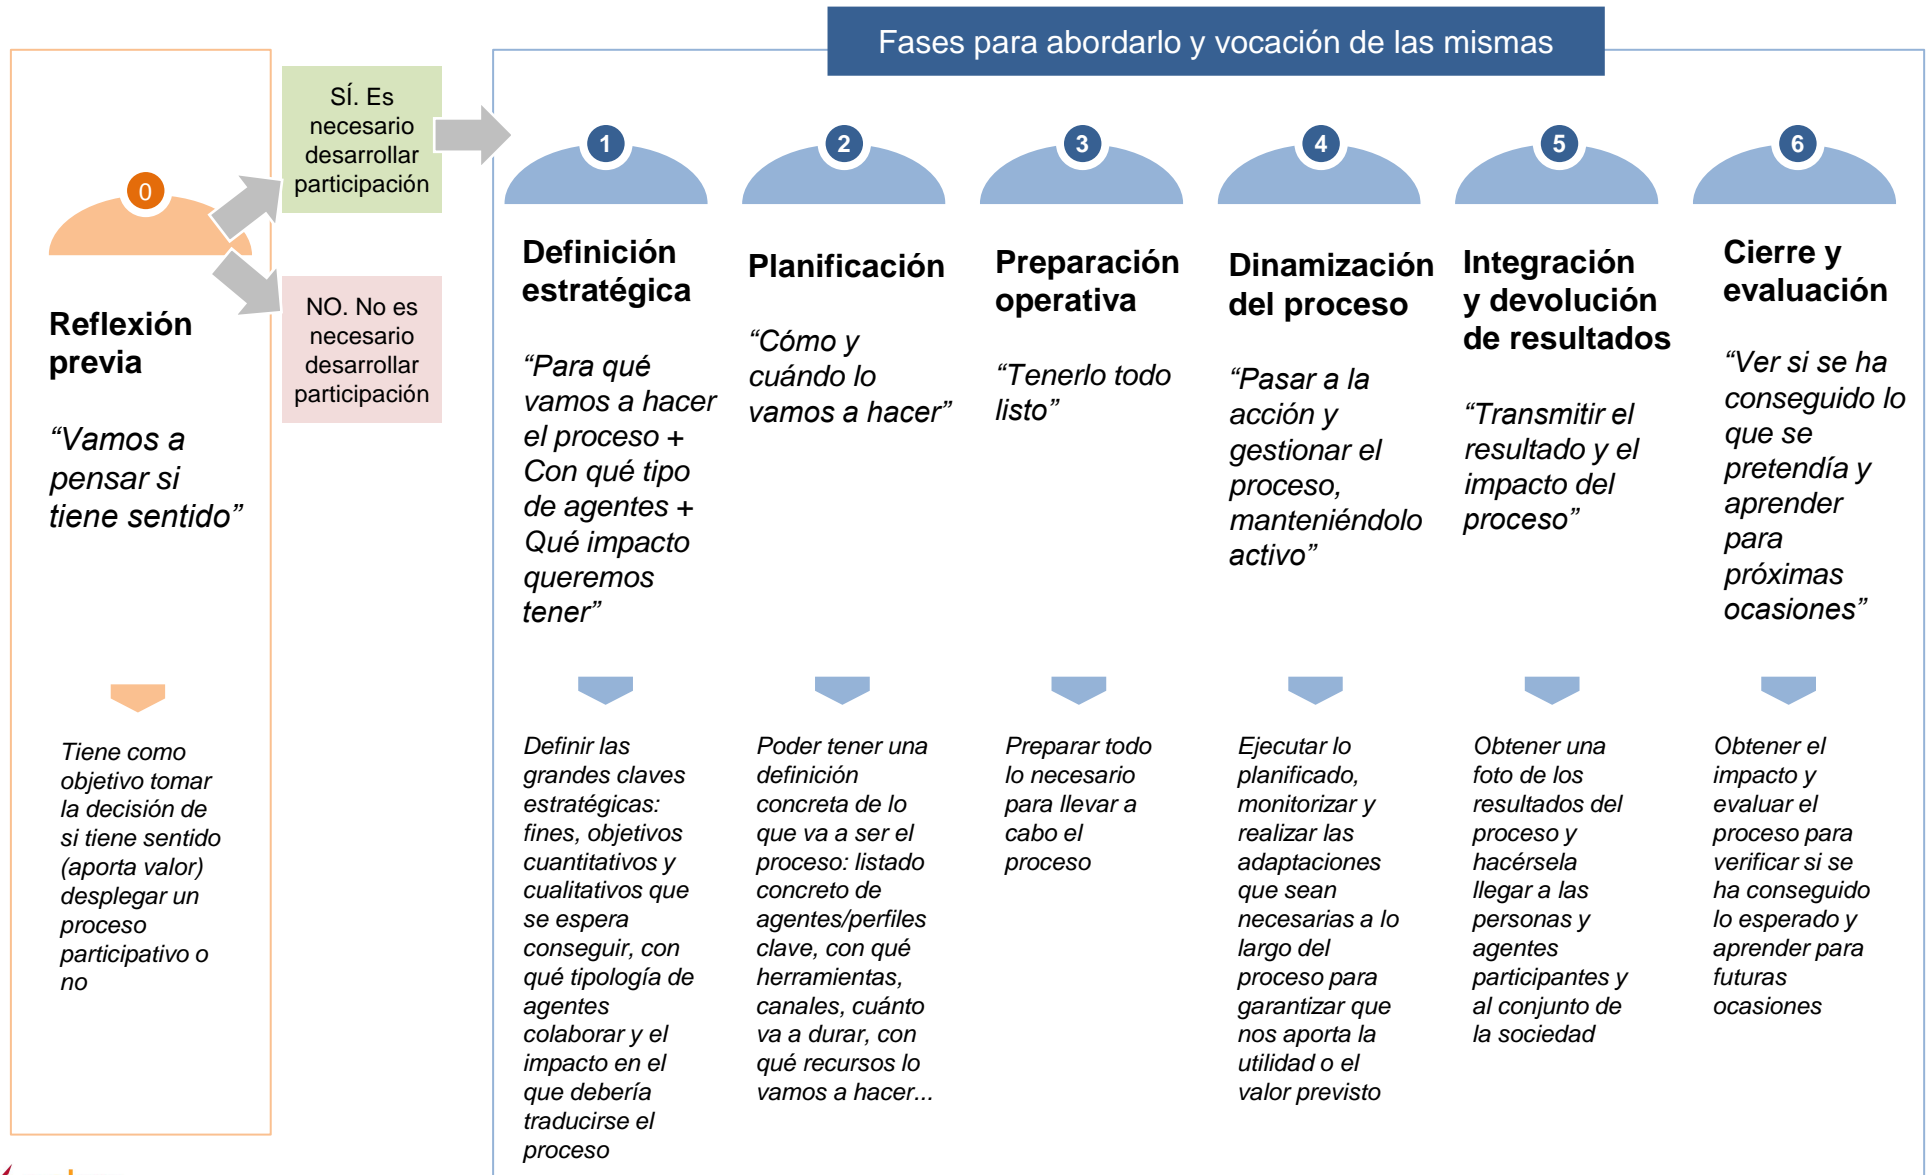 Fases para abordarlo y vocación de las mismas
0
Reflexión
previa
“Vamos a
pensar si
tiene sentido”
Tiene como
objetivo tomar
la decisión de
si tiene sentido
(aporta valor)
desplegar un
proceso
participativo o
no
SÍ. Es
necesario
desarrollar
participación
NO. No es
necesario
desarrollar
participación
1
Definición
estratégica
“Para qué
vamos a hacer
el proceso +
Con qué tipo
de agentes +
Qué impacto
queremos
tener”
Definir las
grandes claves
estratégicas:
fines, objetivos
cuantitativos y
cualitativos que
se espera
conseguir, con
qué tipología de
agentes
colaborar y el
impacto en el
que debería
traducirse el
proceso
2
Planificación
“Cómo y
cuándo lo
vamos a hacer”
Poder tener una
definición
concreta de lo
que va a ser el
proceso: listado
concreto de
agentes/perfiles
clave, con qué
herramientas,
canales, cuánto
va a durar, con
qué recursos lo
vamos a hacer...
3
Preparación
operativa
“Tenerlo todo
listo”
Preparar todo
lo necesario
para llevar a
cabo el
proceso
4
Dinamización
del proceso
“Pasar a la
acción y
gestionar el
proceso,
manteniéndolo
activo”
Ejecutar lo
planificado,
monitorizar y
realizar las
adaptaciones
que sean
necesarias a lo
largo del
proceso para
garantizar que
nos aporta la
utilidad o el
valor previsto
5
Integración
y devolución
de resultados
“Transmitir el
resultado y el
impacto del
proceso”
Obtener una
foto de los
resultados del
proceso y
hacérsela
llegar a las
personas y
agentes
participantes y
al conjunto de
la sociedad
6
Cierre y
evaluación
“Ver si se ha
conseguido lo
que se
pretendía y
aprender
para
próximas
ocasiones”
Obtener el
impacto y
evaluar el
proceso para
verificar si se
ha conseguido
lo esperado y
aprender para
futuras
ocasiones